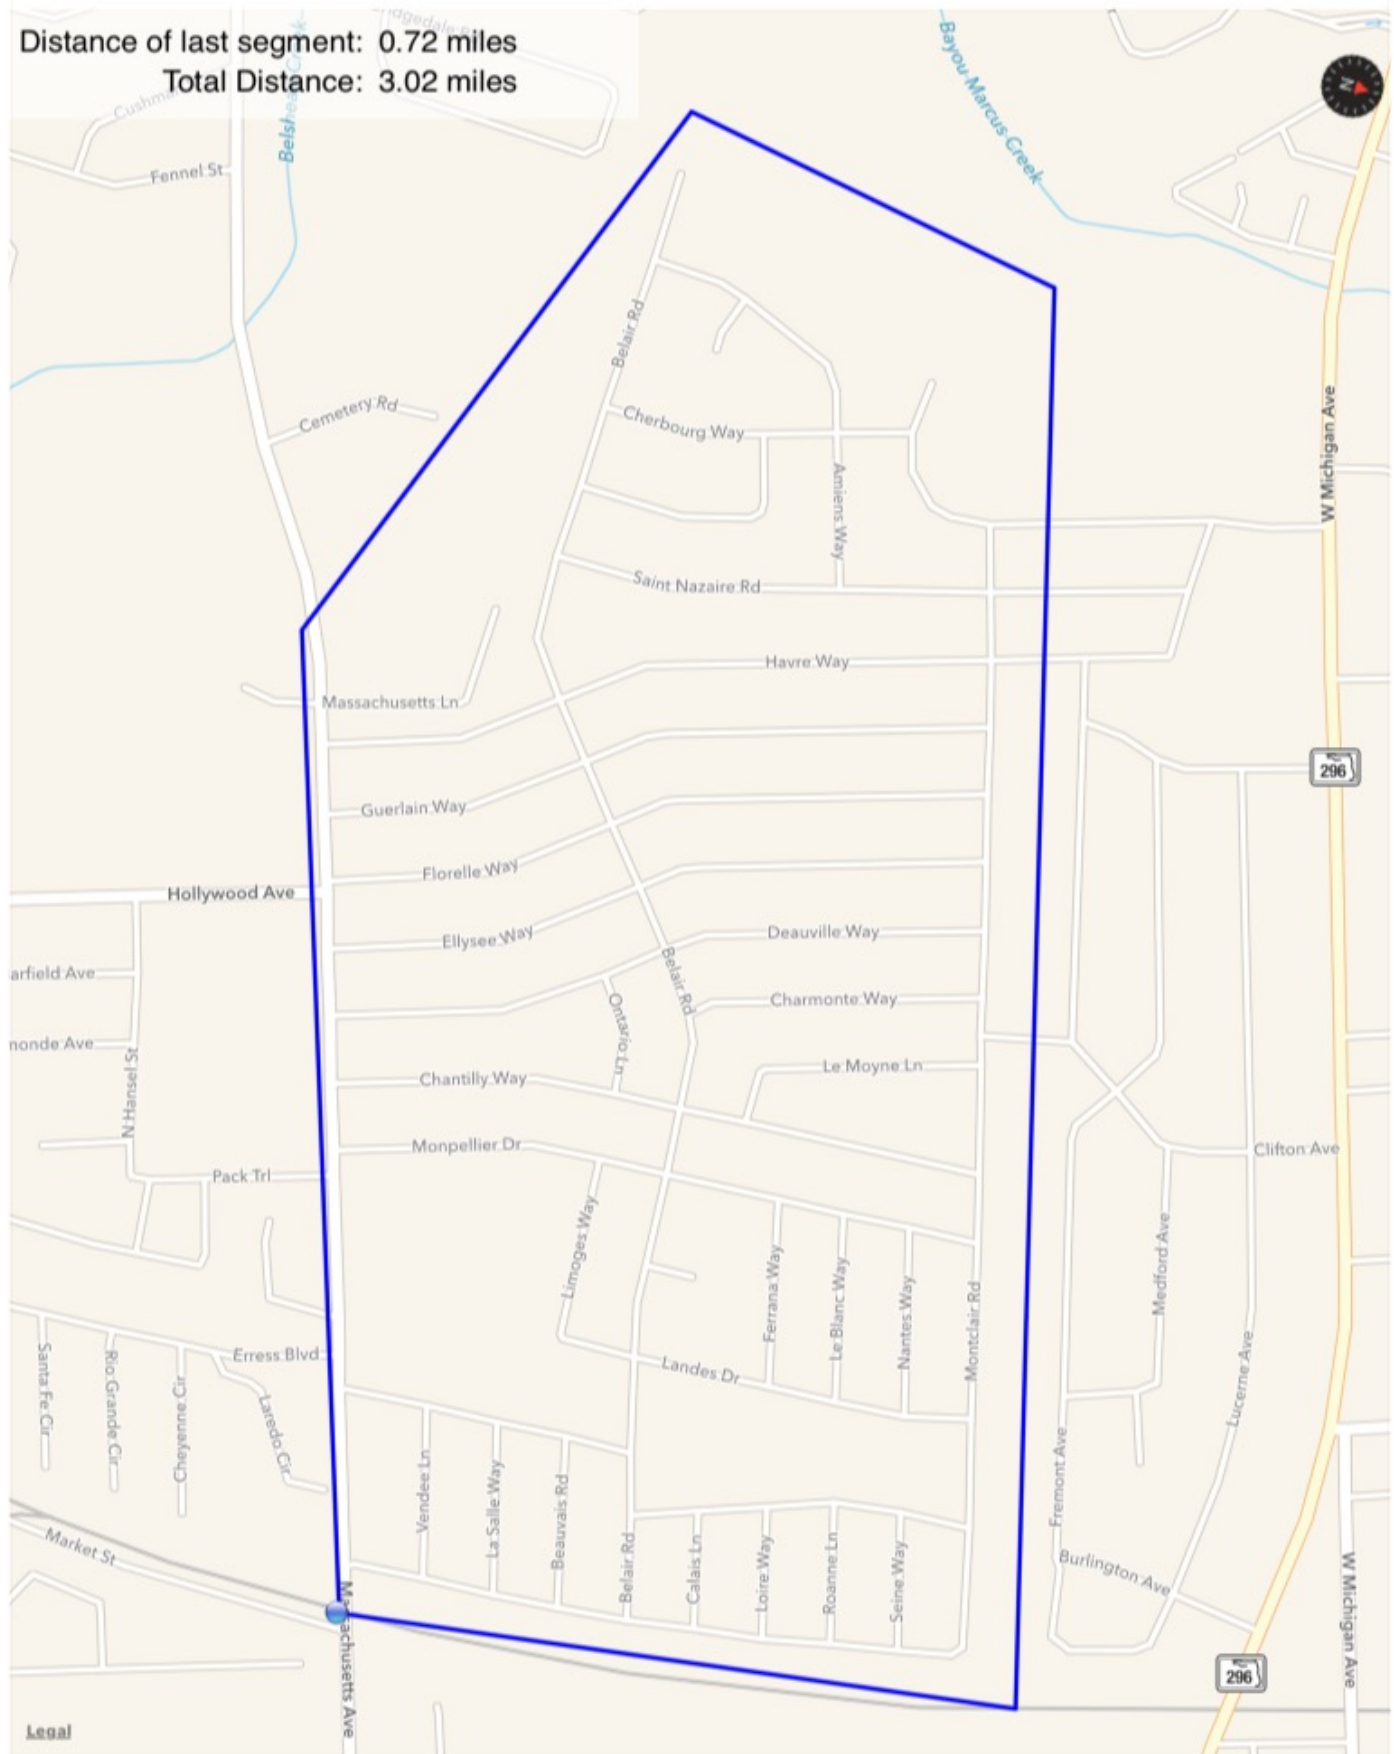 Distance of last segment: 0.72 miles
Total Distance: 3.02 miles
N
Bayou Marcus Creek
Fennel St
Belair Rd
Cemetery Rd
Cherbourg Way
W Michigan Ave
Amiens Way
Saint Nazaire Rd
Havre Way
Massachusetts Ln
296
Guerlain Way
Florelle Way
Hollywood Ave
Ellysee Way
Deauville Way
arfield Ave
Belair Rd
Charmonte Way
Ontario Ln
nonde Ave
Le Moyne Ln
Chantilly Way
N Hansel St
Monpellier Dr
Clifton Ave
Pack Trl
Limoges Way
Medford Ave
Ferrana Way
Le Blanc Way
Nantes Way
Montclair Rd
Erress Blvd
Landes Dr
Santa Fe Cir
Rio Grande Cir
Cheyenne Cir
Laredo Cir
Lucerne Ave
Vendee Ln
La Salle Way
Beauvais Rd
Fremont Ave
Market St
Belair Rd
Calais Ln
Loire Way
Roanne Ln
Seine Way
Burlington Ave
W Michigan Ave
Massachusetts Ave
296
Legal